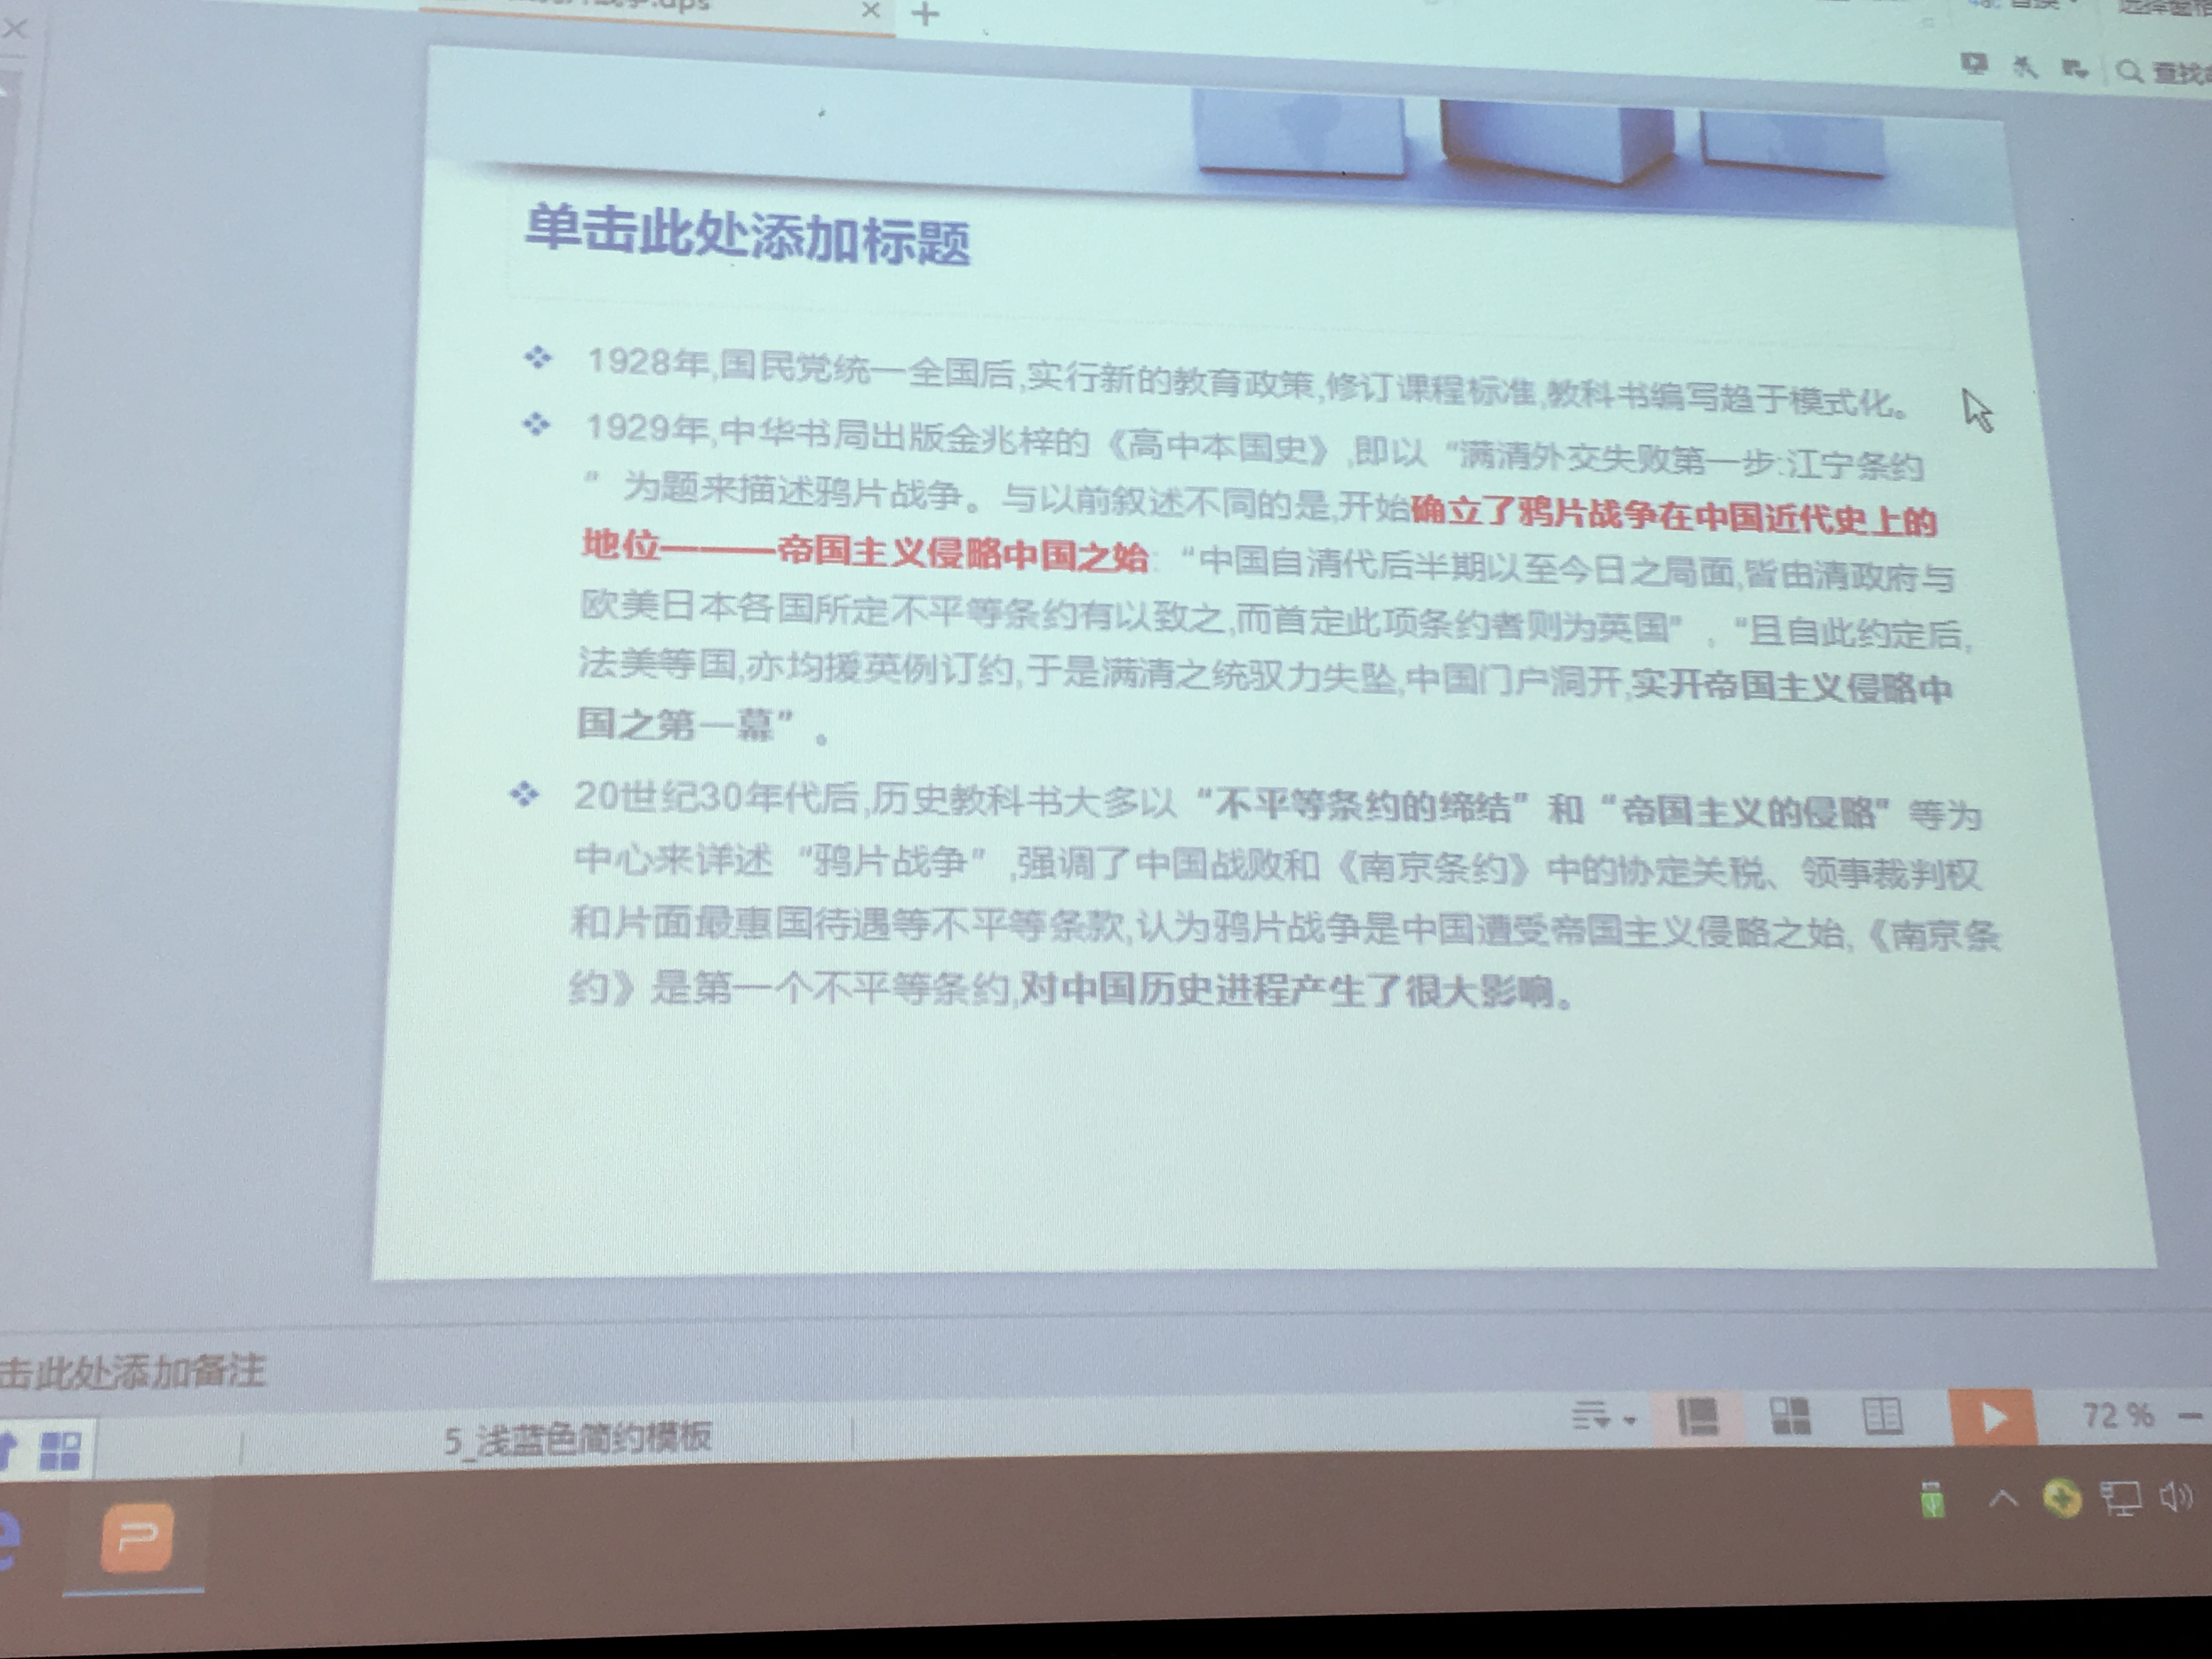 单击此处添加标题
1928年,国民党统一全国后,实行新的教育政策,修订课程标准,教科书编写趋于模式化。
1929年,中华书局出版金兆梓的《高中本国史》,即以“满清外交失败第一步:江宁条约
”为题来描述鸦片战争。与以前叙述不同的是,开始确立了鸦片战争在中国近代史上的
地位———帝国主义侵略中国之始:“中国自清代后半期以至今日之局面,皆由清政府与
欧美日本各国所定不平等条约有以致之,而首定此项条约者则为英国”,“且自此约定后,
法美等国,亦均援英例订约,于是满清之统驭力失坠,中国门户洞开,实开帝国主义侵略中
国之第一幕”。
20世纪30年代后,历史教科书大多以“不平等条约的缔结”和“帝国主义的侵略”等为
中心来详述“鸦片战争”,强调了中国战败和《南京条约》中的协定关税、领事裁判权
和片面最惠国待遇等不平等条款,认为鸦片战争是中国遭受帝国主义侵略之始,《南京条
约》是第一个不平等条约,对中国历史进程产生了很大影响。
击此处添加备注
5_浅蓝色简约模板
72 %